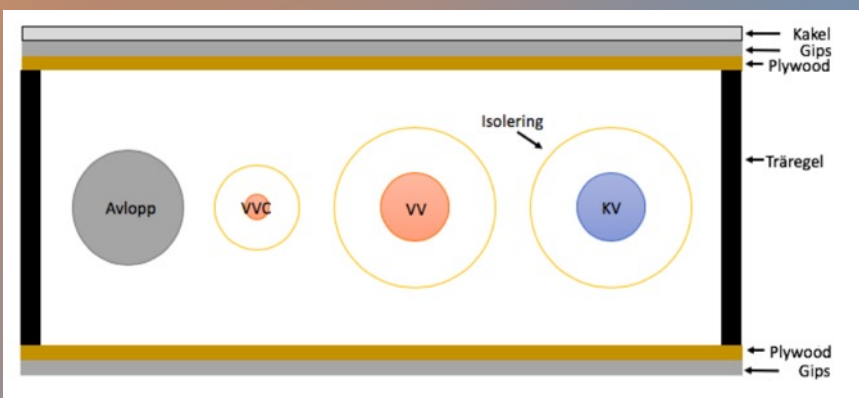 Kakel
Gips
Plywood
Isolering
Träregel
Avlopp
VVC
VV
KV
Plywood
Gips